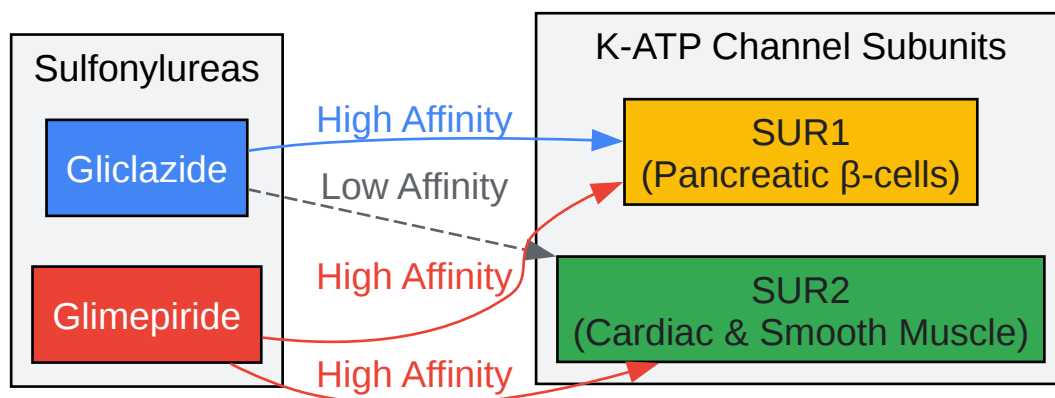 Sulfonylureas
Gliclazide
Glimepiride
High Affinity
Low Affinity
High Affinity
High Affinity
K-ATP Channel Subunits
SUR1
(Pancreatic β-cells)
SUR2
(Cardiac & Smooth Muscle)